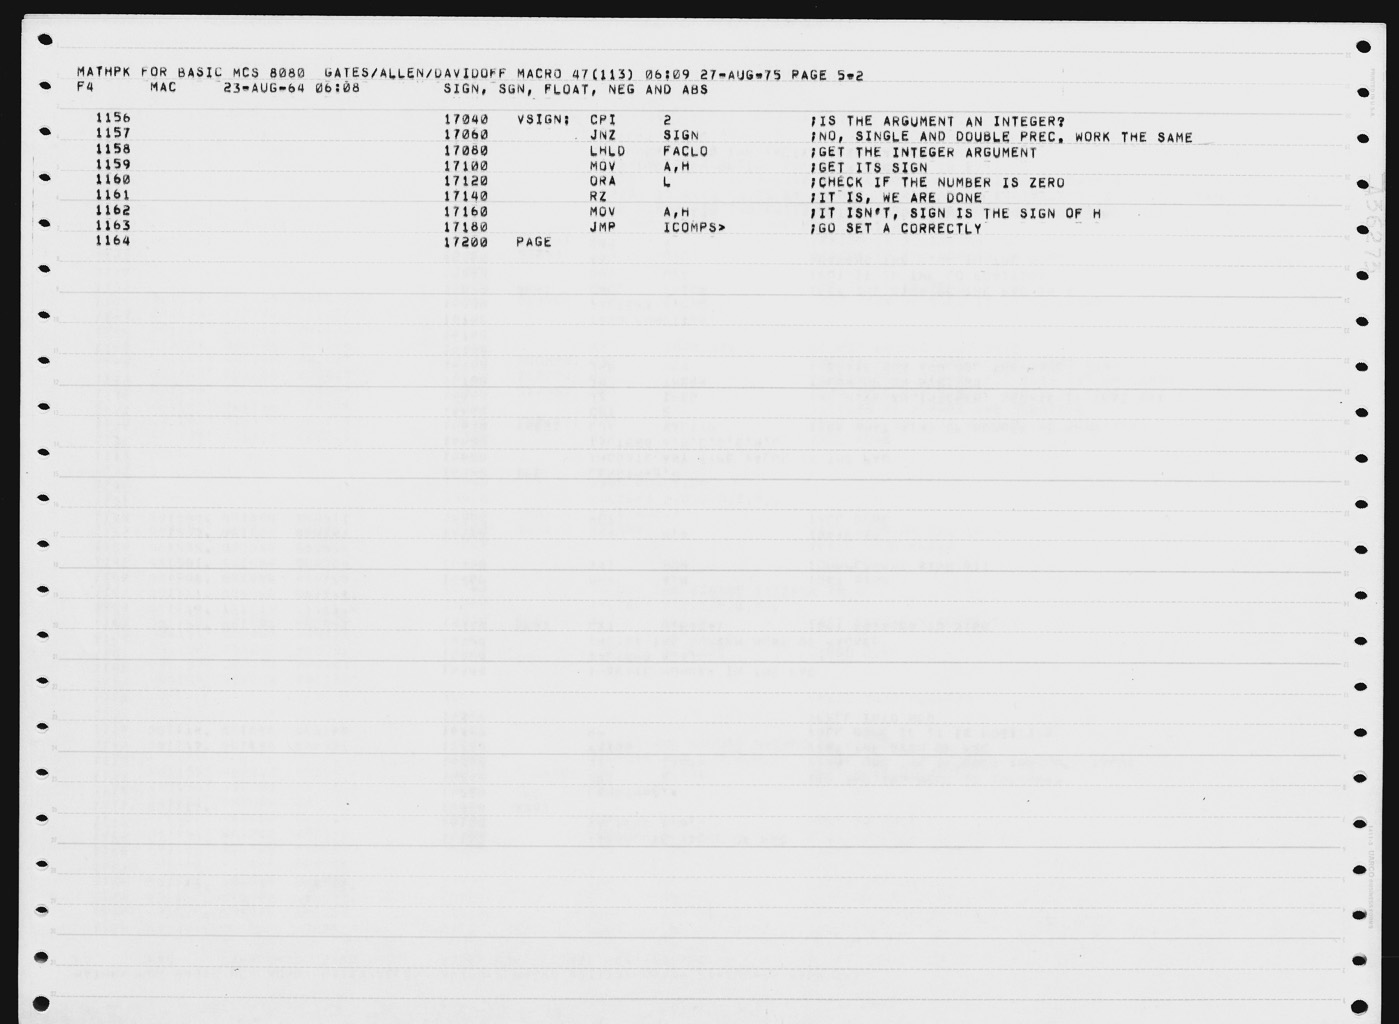 MATHPK FOR BASIC MCS 8080  GATES/ALLEN/DAVIDOFF MACRO 47(113) 06:09 27-AUG-75 PAGE 5-2
F4       MAC      23-AUG-64 06:08          SIGN, SGN, FLOAT, NEG AND ABS
1156    17040   VSIGN:  CPI     2               ;IS THE ARGUMENT AN INTEGER?
1157    17060           JNZ     SIGN            ;NO, SINGLE AND DOUBLE PREC. WORK THE SAME
1158    17080           LHLD    FACLO           ;GET THE INTEGER ARGUMENT
1159    17100           MOV     A,H             ;GET ITS SIGN
1160    17120           ORA     L               ;CHECK IF THE NUMBER IS ZERO
1161    17140           RZ                      ;IT IS, WE ARE DONE
1162    17160           MOV     A,H             ;IT ISN'T, SIGN IS THE SIGN OF H
1163    17180           JMP     ICOMPS>         ;GO SET A CORRECTLY
1164    17200   PAGE